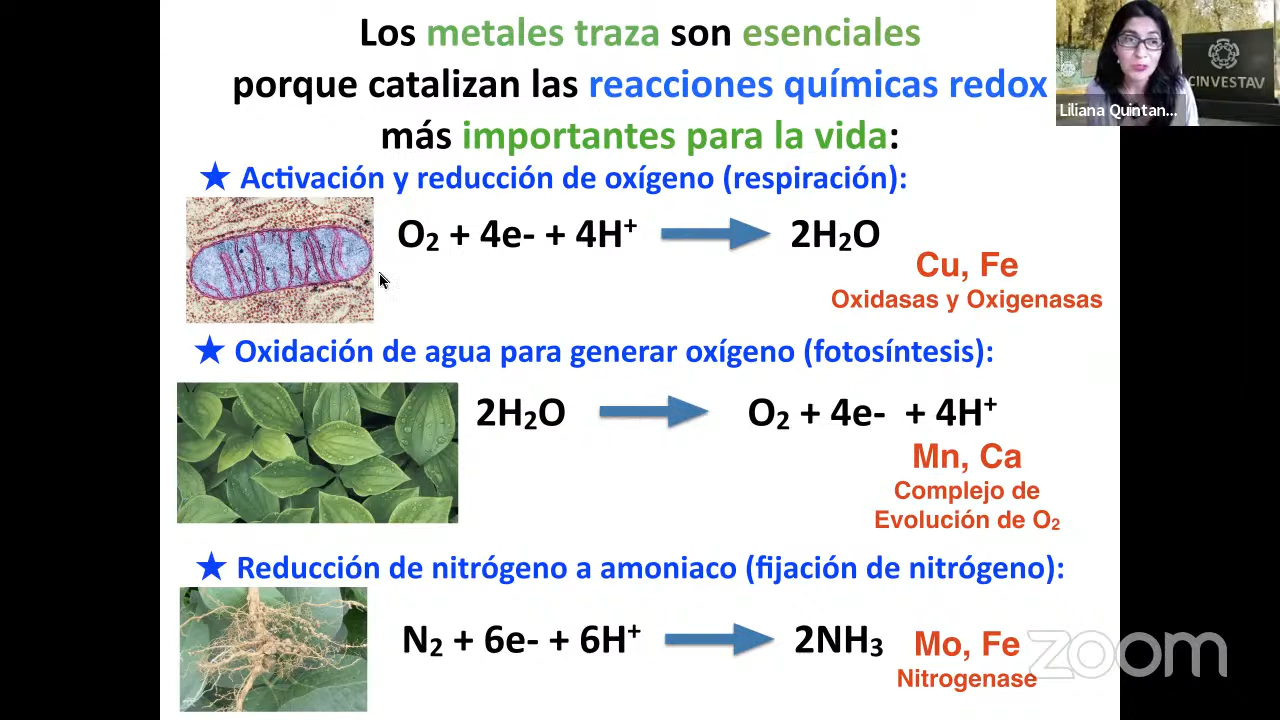 Los metales traza son esenciales
porque catalizan las reacciones químicas redox
más importantes para la vida:
CINVESTAV
Liliana Quintan...
★ Activación y reducción de oxígeno (respiración):
O₂ + 4e- + 4H⁺ → 2H₂O
Cu, Fe
Oxidasas y Oxigenasas
★ Oxidación de agua para generar oxígeno (fotosíntesis):
2H₂O → O₂ + 4e- + 4H⁺
Mn, Ca
Complejo de
Evolución de O₂
★ Reducción de nitrógeno a amoniaco (fijación de nitrógeno):
N₂ + 6e- + 6H⁺ → 2NH₃
Mo, Fe
Nitrogenase
zoom